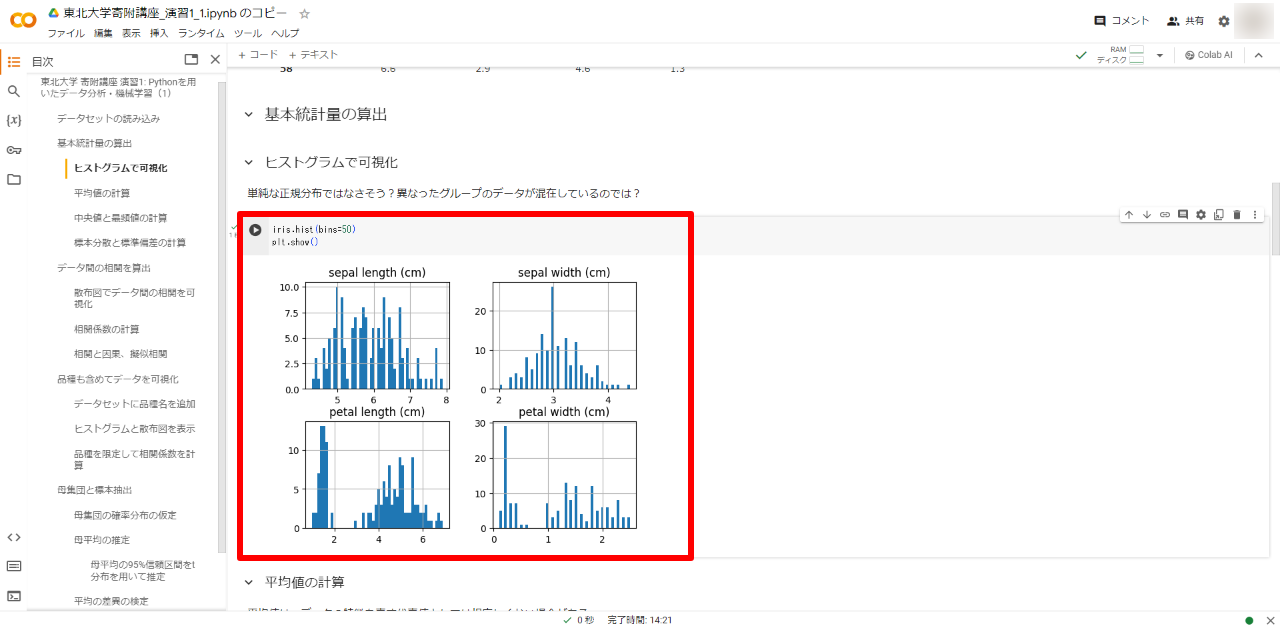 東北大学寄附講座_演習1_1.ipynb のコピー
ファイル 編集 表示 挿入 ランタイム ツール ヘルプ
コメント 共有
目次
+ コード + テキスト
RAM
ディスク
Colab AI
東北大学 寄附講座 演習1: Pythonを用
いたデータ分析・機械学習（1）
データセットの読み込み
基本統計量の算出
ヒストグラムで可視化
平均値の計算
中央値と最頻値の計算
標本分散と標準偏差の計算
データ間の相関を算出
散布図でデータ間の相関を可
視化
相関係数の計算
相関と因果、擬似相関
品種も含めてデータを可視化
データセットに品種名を追加
ヒストグラムと散布図を表示
品種を限定して相関係数を計
算
母集団と標本抽出
母集団の確率分布の仮定
母平均の推定
母平均の95%信頼区間をt
分布を用いて推定
平均の差異の検定
58 6.6 2.9 4.6 1.3
基本統計量の算出
ヒストグラムで可視化
単純な正規分布ではなさそう？異なったグループのデータが混在しているのでは？
iris.hist(bins=50)
plt.show()
sepal length (cm)
10.0
7.5
5.0
2.5
0.0
5 6 7 8
sepal width (cm)
20
10
0
2 3 4
petal length (cm)
10
5
0
2 4 6
petal width (cm)
30
20
10
0
0 1 2
平均値の計算
0 秒 完了時間: 14:21